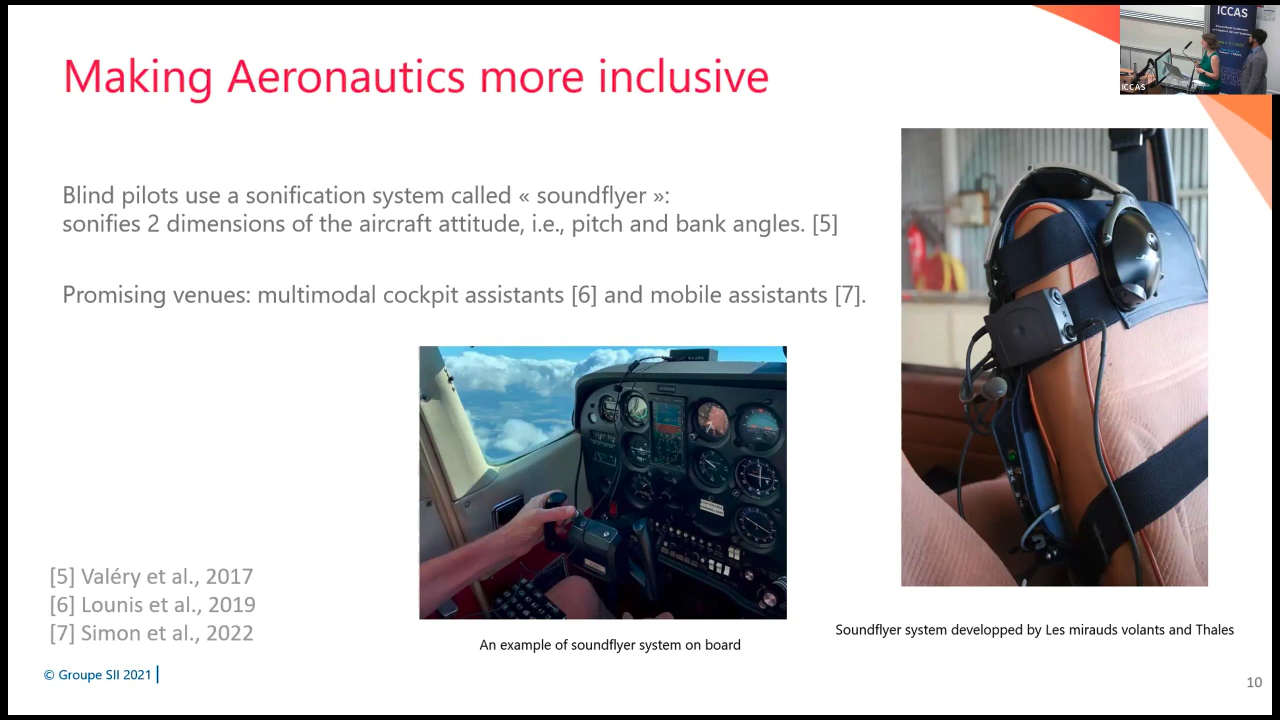 ICCAS
Making Aeronautics more inclusive
ICCAS
Blind pilots use a sonification system called « soundflyer »:
sonifies 2 dimensions of the aircraft attitude, i.e., pitch and bank angles. [5]
Promising venues: multimodal cockpit assistants [6] and mobile assistants [7].
[5] Valéry et al., 2017
[6] Lounis et al., 2019
[7] Simon et al., 2022
An example of soundflyer system on board
Soundflyer system developped by Les mirauds volants and Thales
© Groupe SII 2021
10